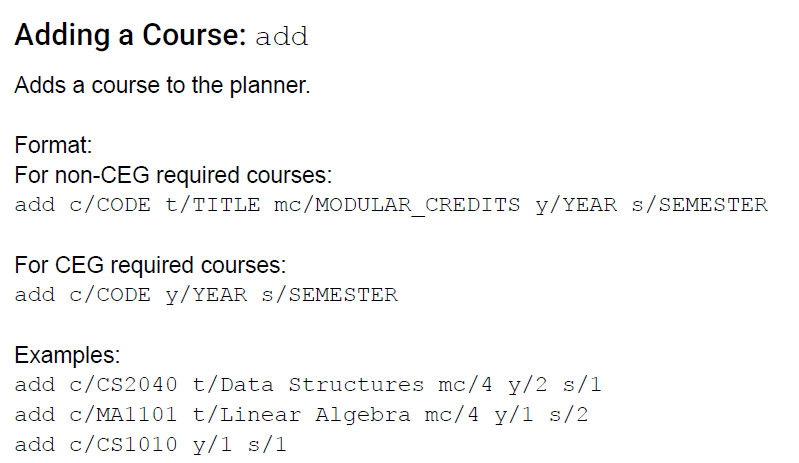 Adding a Course: add
Adds a course to the planner.
Format:
For non-CEG required courses:
add c/CODE t/TITLE mc/MODULAR_CREDITS y/YEAR s/SEMESTER
For CEG required courses:
add c/CODE y/YEAR s/SEMESTER
Examples:
add c/CS2040 t/Data Structures mc/4 y/2 s/1
add c/MA1101 t/Linear Algebra mc/4 y/1 s/2
add c/CS1010 y/1 s/1